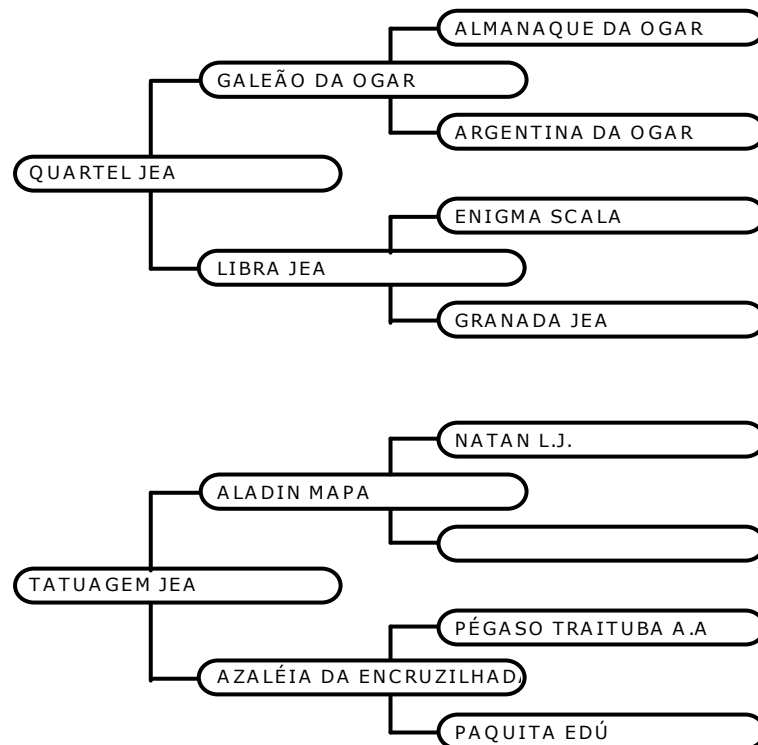 ALMANAQUE DA OGAR
GALEÃO DA OGAR
ARGENTINA DA OGAR
QUARTEL JEA
ENIGMA SCALA
LIBRA JEA
GRANADA JEA
NATAN L.J.
ALADIN MAPA
TATUAGEM JEA
PÉGASO TRAITUBA A.A
AZALÉIA DA ENCRUZILHADA
PAQUITA EDÚ